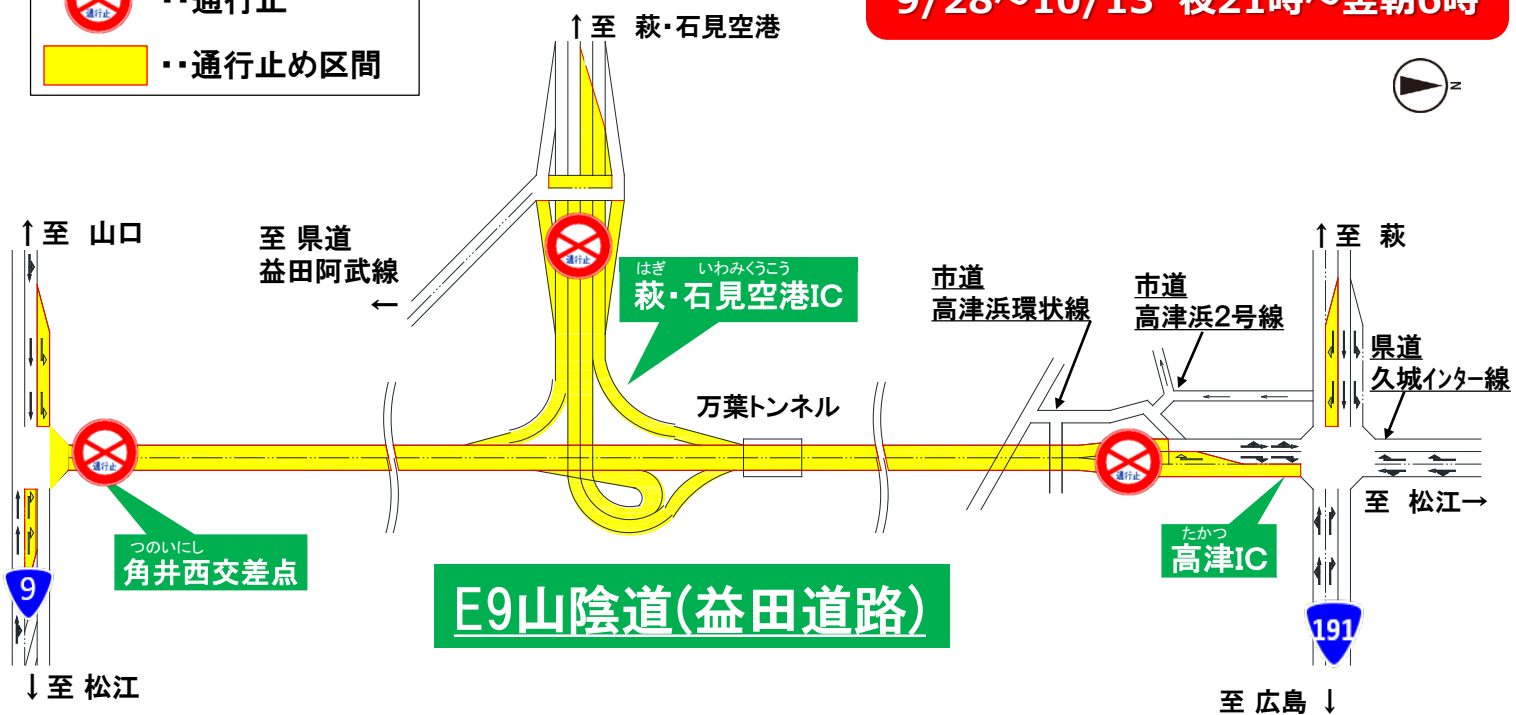 ‥通行止
通行止
‥通行止め区間
9/28～10/13 夜21時～翌朝6時
↑至 萩・石見空港
N
↑至 山口
至 県道
益田阿武線
←
通行止
はぎ いわみくうこう
萩・石見空港IC
市道
高津浜環状線
市道
高津浜2号線
↑至 萩
県道
久城インター線
万葉トンネル
通行止
通行止
至 松江→
つのいにし
角井西交差点
たかつ
高津IC
9
E9山陰道(益田道路)
191
↓至 松江
至 広島 ↓